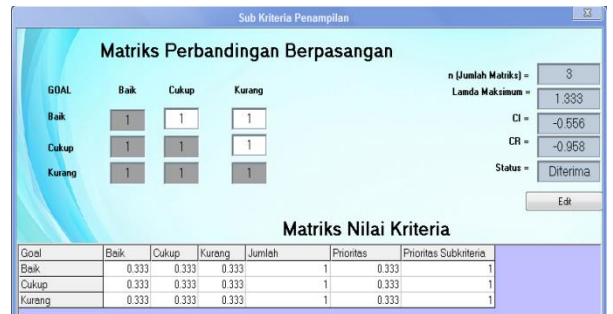 Sub Kriteria Penampilan
Matriks Perbandingan Berpasangan
n (Jumlah Matriks) = 3
GOAL Baik Cukup Kurang
Lamda Maksimum = 1.333
Baik 1 1 1
CI = -0.556
Cukup 1 1 1
CR = -0.958
Kurang 1 1 1
Status = Diterima
Edit
Matriks Nilai Kriteria
Goal Baik Cukup Kurang Jumlah Prioritas Prioritas Subkriteria
Baik 0.333 0.333 0.333 1 0.333 1
Cukup 0.333 0.333 0.333 1 0.333 1
Kurang 0.333 0.333 0.333 1 0.333 1